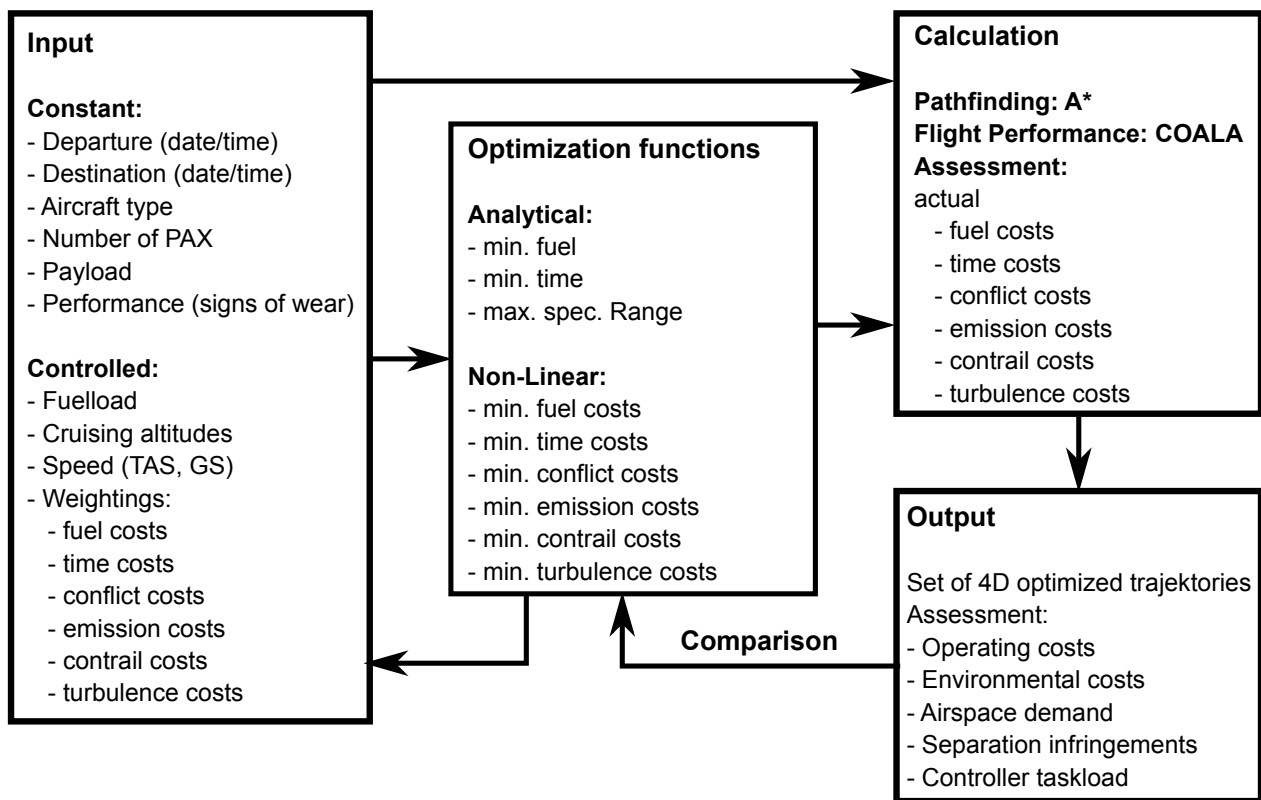 Input
Constant:
- Departure (date/time)
- Destination (date/time)
- Aircraft type
- Number of PAX
- Payload
- Performance (signs of wear)
Controlled:
- Fuelload
- Cruising altitudes
- Speed (TAS, GS)
- Weightings:
- fuel costs
- time costs
- conflict costs
- emission costs
- contrail costs
- turbulence costs
Optimization functions
Analytical:
- min. fuel
- min. time
- max. spec. Range
Non-Linear:
- min. fuel costs
- min. time costs
- min. conflict costs
- min. emission costs
- min. contrail costs
- min. turbulence costs
Calculation
Pathfinding: A*
Flight Performance: COALA
Assessment:
actual
- fuel costs
- time costs
- conflict costs
- emission costs
- contrail costs
- turbulence costs
Output
Set of 4D optimized trajektories
Assessment:
- Operating costs
- Environmental costs
- Airspace demand
- Separation infringements
- Controller taskload
Comparison